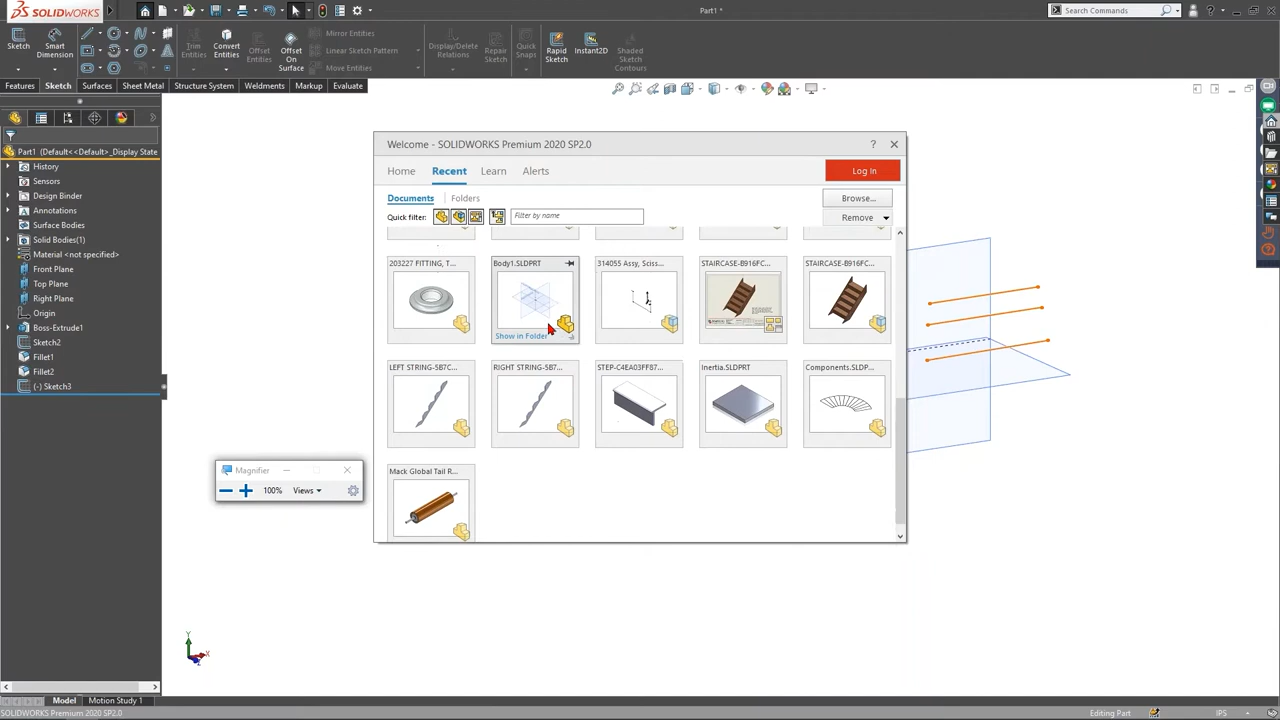 SOLIDWORKS
Part1 *
Search Commands
Sketch
Smart Dimension
Trim Entities
Convert Entities
Offset Entities
Offset On Surface
Mirror Entities
Linear Sketch Pattern
Move Entities
Display/Delete Relations
Repair Sketch
Quick Snaps
Rapid Sketch
Instant2D
Shaded Sketch Contours
Features
Sketch
Surfaces
Sheet Metal
Structure System
Weldments
Markup
Evaluate
Part1 (Default<<Default>_Display State
History
Sensors
Design Binder
Annotations
Surface Bodies
Solid Bodies(1)
Material <not specified>
Front Plane
Top Plane
Right Plane
Origin
Boss-Extrude1
Sketch2
Fillet1
Fillet2
(-) Sketch3
Welcome - SOLIDWORKS Premium 2020 SP2.0
?
Home
Recent
Learn
Alerts
Log In
Documents
Folders
Browse...
Quick filter:
Filter by name
Remove
203227 FITTING, T...
Body1.SLDPRT
314055 Assy, Sciss...
STAIRCASE-B916FC...
STAIRCASE-B916FC...
Show in Folder
LEFT STRING-5B7C...
RIGHT STRING-5B7...
STEP-C4EA03FF87...
Inertia.SLDPRT
Components.SLDP...
Mack Global Tail R...
Magnifier
100%
Views
Y
X
Z
Model
Motion Study 1
SOLIDWORKS Premium 2020 SP2.0
Editing Part
IPS